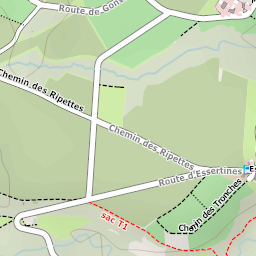 Route de Gon
Chemin des Ripettes
Chemin des Ripettes
Route d'Essertines
Chemin des Tronches
sac T1